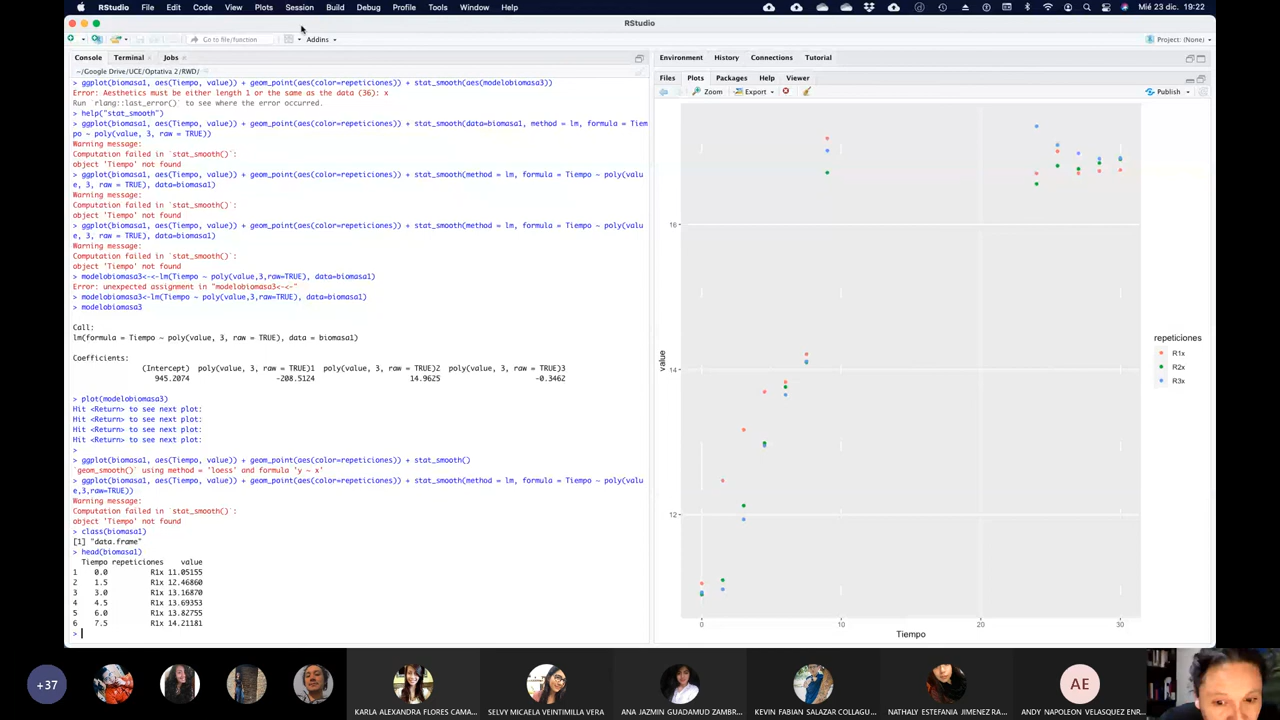 RStudio File Edit Code View Plots Session Build Debug Profile Tools Window Help Mié 23 dic. 19:22
RStudio
Go to file/function Addins Project: (None)
Console Terminal Jobs
~/Google Drive/UCE/Optativa 2/RWD/
> ggplot(biomasa1, aes(Tiempo, value)) + geom_point(aes(color=repeticiones)) + stat_smooth(aes(modelobiomasa3))
Error: Aesthetics must be either length 1 or the same as the data (36): x
Run `rlang::last_error()` to see where the error occurred.
> help("stat_smooth")
> ggplot(biomasa1, aes(Tiempo, value)) + geom_point(aes(color=repeticiones)) + stat_smooth(data=biomasa1, method = lm, formula = Tiem
po ~ poly(value, 3, raw = TRUE))
Warning message:
Computation failed in `stat_smooth()`:
object 'Tiempo' not found
> ggplot(biomasa1, aes(Tiempo, value)) + geom_point(aes(color=repeticiones)) + stat_smooth(method = lm, formula = Tiempo ~ poly(valu
e, 3, raw = TRUE), data=biomasa1)
Warning message:
Computation failed in `stat_smooth()`:
object 'Tiempo' not found
> ggplot(biomasa1, aes(Tiempo, value)) + geom_point(aes(color=repeticiones)) + stat_smooth(method = lm, formula = Tiempo ~ poly(valu
e, 3, raw = TRUE), data=biomasa1)
Warning message:
Computation failed in `stat_smooth()`:
object 'Tiempo' not found
> modelobiomasa3<-<-lm(Tiempo ~ poly(value,3,raw=TRUE), data=biomasa1)
Error: unexpected assignment in "modelobiomasa3<-<-"
> modelobiomasa3<-lm(Tiempo ~ poly(value,3,raw=TRUE), data=biomasa1)
> modelobiomasa3
Call:
lm(formula = Tiempo ~ poly(value, 3, raw = TRUE), data = biomasa1)
Coefficients:
(Intercept) poly(value, 3, raw = TRUE)1 poly(value, 3, raw = TRUE)2 poly(value, 3, raw = TRUE)3
945.2074 -208.5124 14.9625 -0.3462
> plot(modelobiomasa3)
Hit <Return> to see next plot:
Hit <Return> to see next plot:
Hit <Return> to see next plot:
Hit <Return> to see next plot:
>
> ggplot(biomasa1, aes(Tiempo, value)) + geom_point(aes(color=repeticiones)) + stat_smooth()
`geom_smooth()` using method = 'loess' and formula 'y ~ x'
> ggplot(biomasa1, aes(Tiempo, value)) + geom_point(aes(color=repeticiones)) + stat_smooth(method = lm, formula = Tiempo ~ poly(valu
e,3,raw=TRUE))
Warning message:
Computation failed in `stat_smooth()`:
object 'Tiempo' not found
> class(biomasa1)
[1] "data.frame"
> head(biomasa1)
Tiempo repeticiones value
1 0.0 R1x 11.05155
2 1.5 R1x 12.46860
3 3.0 R1x 13.16870
4 4.5 R1x 13.69353
5 6.0 R1x 13.82755
6 7.5 R1x 14.21181
>
Environment History Connections Tutorial
Files Plots Packages Help Viewer
Zoom Export Publish
16
14
12
value
0 10 20 30
Tiempo
repeticiones
R1x
R2x
R3x
+37
KARLA ALEXANDRA FLORES CAMA...
SELVY MICAELA VEINTIMILLA VERA
ANA JAZMIN GUADAMUD ZAMBR...
KEVIN FABIAN SALAZAR COLLAGU...
NATHALY ESTEFANIA JIMENEZ RA...
AE
ANDY NAPOLEON VELASQUEZ ENR...